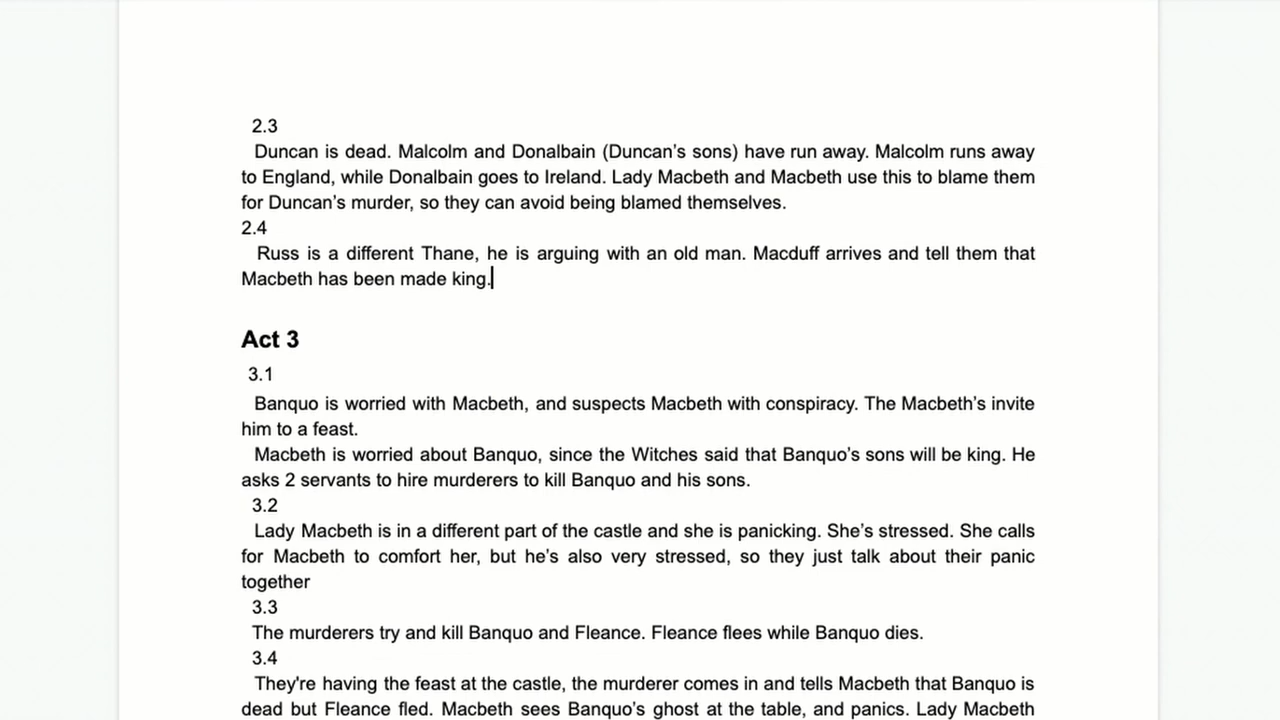 2.3
Duncan is dead. Malcolm and Donalbain (Duncan’s sons) have run away. Malcolm runs away
to England, while Donalbain goes to Ireland. Lady Macbeth and Macbeth use this to blame them
for Duncan’s murder, so they can avoid being blamed themselves.
2.4
Russ is a different Thane, he is arguing with an old man. Macduff arrives and tell them that
Macbeth has been made king.
Act 3
3.1
Banquo is worried with Macbeth, and suspects Macbeth with conspiracy. The Macbeth’s invite
him to a feast.
Macbeth is worried about Banquo, since the Witches said that Banquo’s sons will be king. He
asks 2 servants to hire murderers to kill Banquo and his sons.
3.2
Lady Macbeth is in a different part of the castle and she is panicking. She’s stressed. She calls
for Macbeth to comfort her, but he’s also very stressed, so they just talk about their panic
together
3.3
The murderers try and kill Banquo and Fleance. Fleance flees while Banquo dies.
3.4
They're having the feast at the castle, the murderer comes in and tells Macbeth that Banquo is
dead but Fleance fled. Macbeth sees Banquo’s ghost at the table, and panics. Lady Macbeth